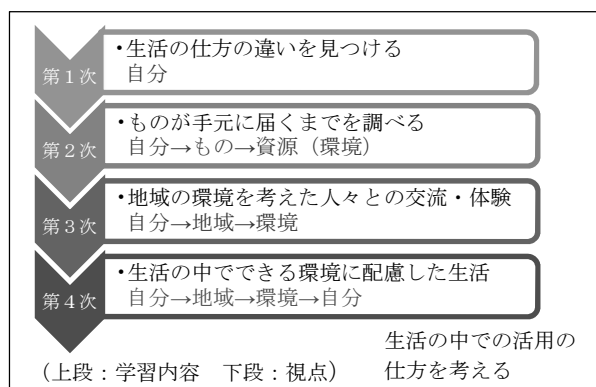 第1次
・生活の仕方の違いを見つける
自分
第2次
・ものが手元に届くまでを調べる
自分→もの→資源（環境）
第3次
・地域の環境を考えた人々との交流・体験
自分→地域→環境
第4次
・生活の中でできる環境に配慮した生活
自分→地域→環境→自分
生活の中での活用の
仕方を考える
（上段：学習内容　下段：視点）